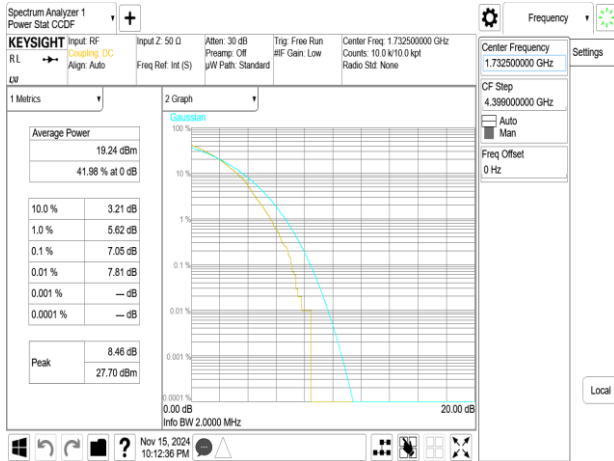 Spectrum Analyzer 1
Power Stat CCDF
+
Frequency
KEYSIGHT
RL
LXI
Input: RF
Coupling: DC
Align: Auto
Input Z: 50 Ω
Freq Ref: Int (S)
Atten: 30 dB
Preamp: Off
µW Path: Standard
Trig: Free Run
#IF Gain: Low
Center Freq: 1.732500000 GHz
Counts: 10.0 k/10.0 kpt
Radio Std: None
Center Frequency
1.732500000 GHz
Settings
CF Step
4.399000000 GHz
Auto
Man
Freq Offset
0 Hz
Local
1 Metrics
Average Power
19.24 dBm
41.98 % at 0 dB
10.0 % 3.21 dB
1.0 % 5.62 dB
0.1 % 7.05 dB
0.01 % 7.81 dB
0.001 % --- dB
0.0001 % --- dB
Peak
8.46 dB
27.70 dBm
2 Graph
Gaussian
100 %
10 %
1 %
0.1 %
0.01 %
0.001 %
0.0001 %
0.00 dB 20.00 dB
Info BW 2.0000 MHz
?
Nov 15, 2024
10:12:36 PM